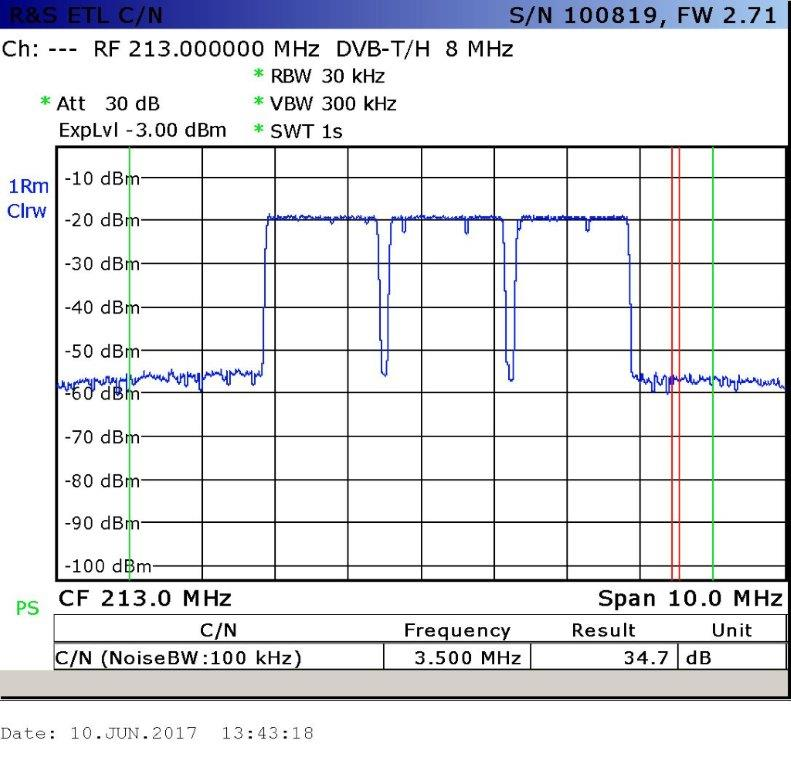 R&S ETL C/N S/N 100819, FW 2.71
Ch: --- RF 213.000000 MHz DVB-T/H 8 MHz
* RBW 30 kHz
* Att 30 dB * VBW 300 kHz
ExpLvl -3.00 dBm * SWT 1s
1Rm
Clrw
-10 dBm
-20 dBm
-30 dBm
-40 dBm
-50 dBm
-60 dBm
-70 dBm
-80 dBm
-90 dBm
-100 dBm
PS
CF 213.0 MHz Span 10.0 MHz
C/N Frequency Result Unit
C/N (NoiseBW:100 kHz) 3.500 MHz 34.7 dB
Date: 10.JUN.2017 13:43:18